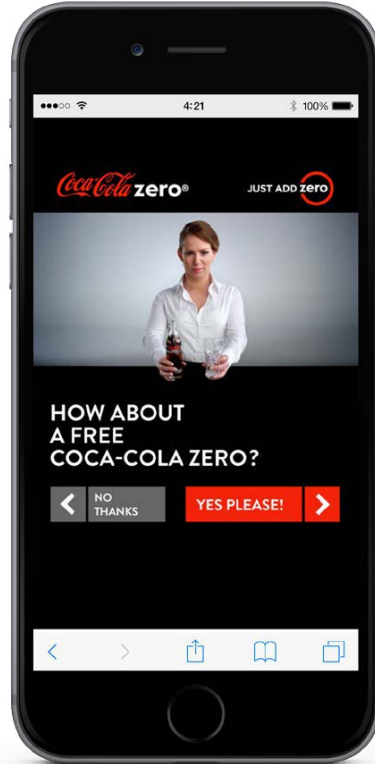 4:21
100%
Coca-Cola zero®
JUST ADD zero
HOW ABOUT
A FREE
COCA-COLA ZERO?
NO
THANKS
YES PLEASE!